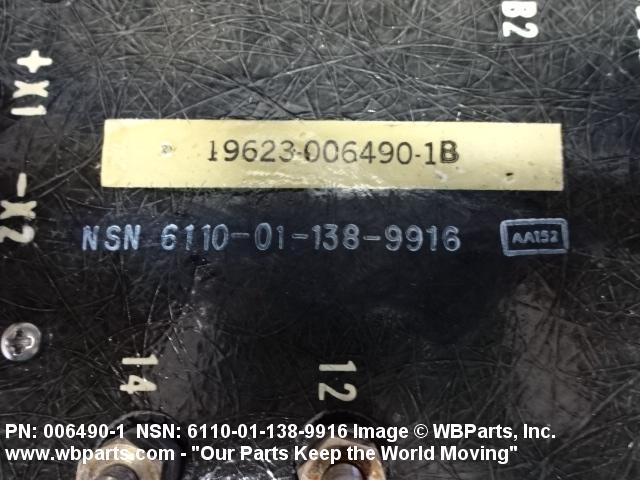 B2
+X1
19623-006490-1B
-X2
NSN 6110-01-138-9916
AA152
14
12
PN: 006490-1 NSN: 6110-01-138-9916 Image © WBParts, Inc.
www.wbparts.com - "Our Parts Keep the World Moving"